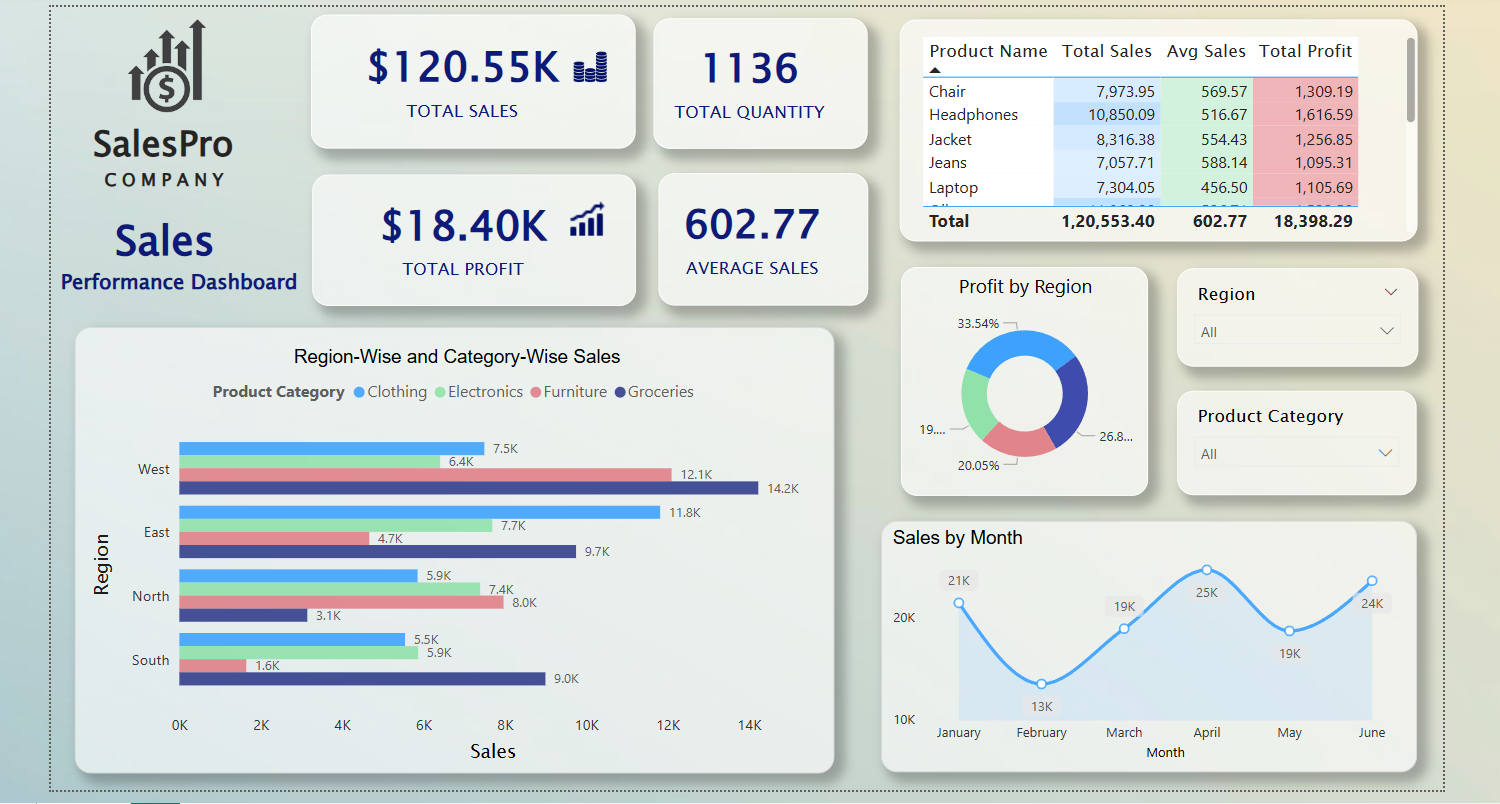 SalesPro
COMPANY
Sales
Performance Dashboard
$120.55K
TOTAL SALES
1136
TOTAL QUANTITY
$18.40K
TOTAL PROFIT
602.77
AVERAGE SALES
Product Name Total Sales Avg Sales Total Profit
Chair 7,973.95 569.57 1,309.19
Headphones 10,850.09 516.67 1,616.59
Jacket 8,316.38 554.43 1,256.85
Jeans 7,057.71 588.14 1,095.31
Laptop 7,304.05 456.50 1,105.69
Total 1,20,553.40 602.77 18,398.29
Profit by Region
33.54%
19....
26.8...
20.05%
Region
All
Product Category
All
Region-Wise and Category-Wise Sales
Product Category Clothing Electronics Furniture Groceries
Region
West
7.5K
6.4K
12.1K
14.2K
East
11.8K
7.7K
4.7K
9.7K
North
5.9K
7.4K
8.0K
3.1K
South
5.5K
5.9K
1.6K
9.0K
0K 2K 4K 6K 8K 10K 12K 14K
Sales
Sales by Month
20K
10K
21K
13K
19K
25K
19K
24K
January February March April May June
Month